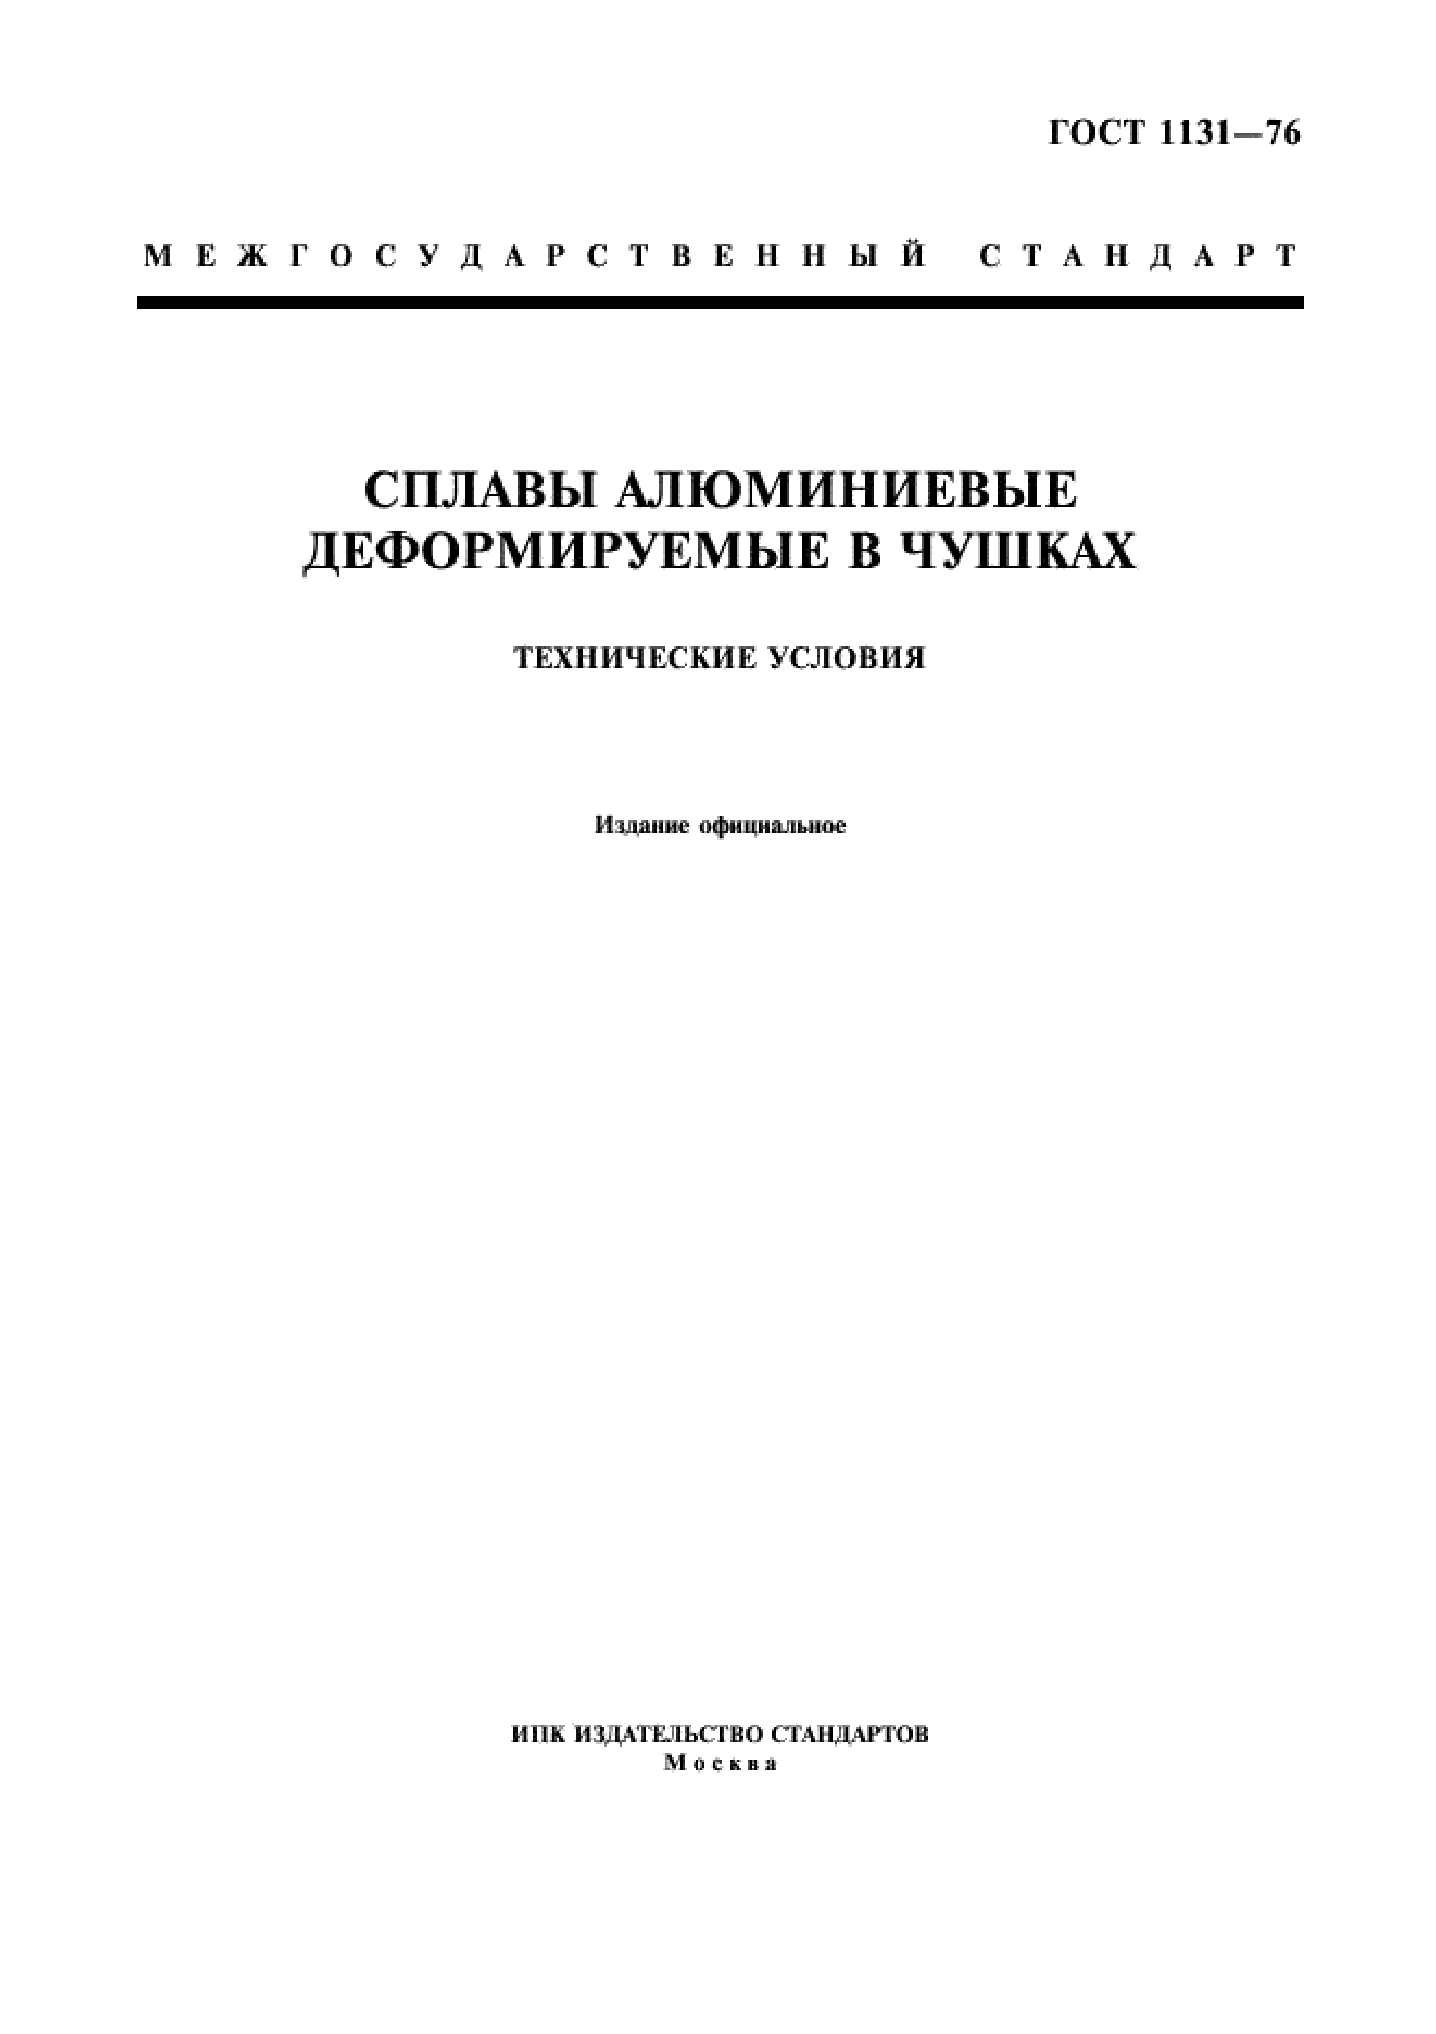 ГОСТ 1131—76
МЕЖГОСУДАРСТВЕННЫЙ СТАНДАРТ
СПЛАВЫ АЛЮМИНИЕВЫЕ
ДЕФОРМИРУЕМЫЕ В ЧУШКАХ
ТЕХНИЧЕСКИЕ УСЛОВИЯ
Издание официальное
ИПК ИЗДАТЕЛЬСТВО СТАНДАРТОВ
Москва